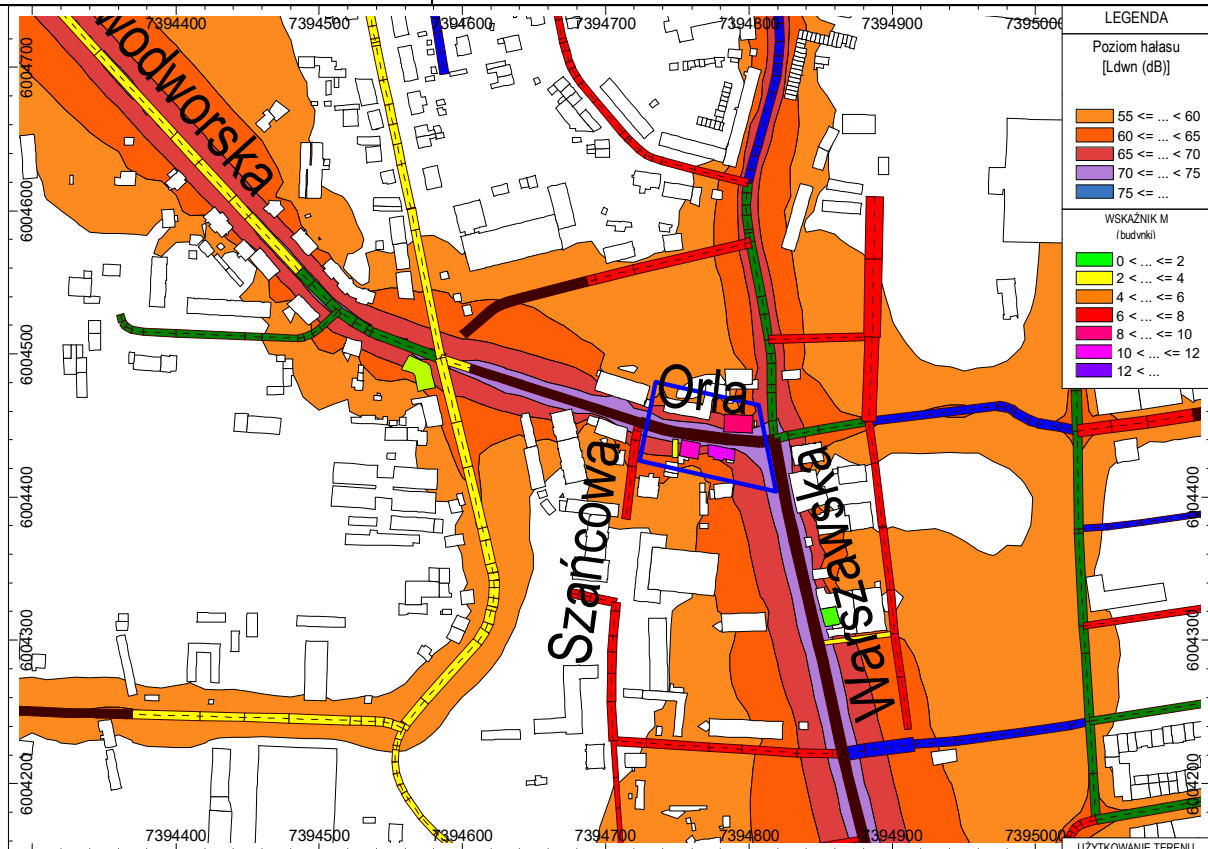 7394400 7394500 7394600 7394700 7394800 7394900 7395000
LEGENDA
Poziom hałasu
[Ldwn (dB)]
55 <= ... < 60
60 <= ... < 65
65 <= ... < 70
70 <= ... < 75
75 <= ...
WSKAŹNIK M
(budynki)
0 < ... <= 2
2 < ... <= 4
4 < ... <= 6
6 < ... <= 8
8 < ... <= 10
10 < ... <= 12
12 < ...
UŻYTKOWANIE TERENU
6004700
6004600
6004500
6004400
6004300
6004200
wodworska
Orla
Szańcowa
Warszawska
6004400
6004300
6004200
7394400 7394500 7394600 7394700 7394800 7394900 7395000